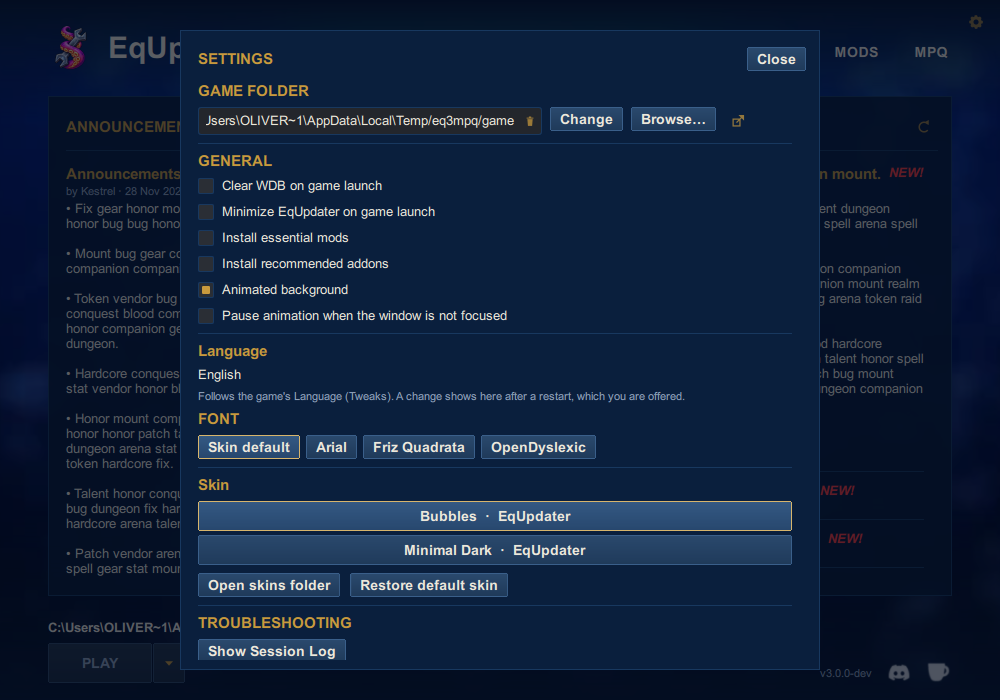 EqUp
MODS
MPQ
SETTINGS
Close
GAME FOLDER
Jsers\OLIVER~1\AppData\Local\Temp/eq3mpq/game
Change
Browse...
GENERAL
Clear WDB on game launch
Minimize EqUpdater on game launch
Install essential mods
Install recommended addons
Animated background
Pause animation when the window is not focused
Language
English
Follows the game's Language (Tweaks). A change shows here after a restart, which you are offered.
FONT
Skin default
Arial
Friz Quadrata
OpenDyslexic
Skin
Bubbles · EqUpdater
Minimal Dark · EqUpdater
Open skins folder
Restore default skin
TROUBLESHOOTING
Show Session Log
ANNOUNCEMEN
Announcements
by Kestrel · 28 Nov 202
• Fix gear honor mo
honor bug bug hono
• Mount bug gear co
companion compan
• Token vendor bug
conquest blood com
honor companion ge
dungeon.
• Hardcore conques
stat vendor honor bl
• Honor mount comp
honor honor patch ta
dungeon arena stat
token hardcore fix.
• Talent honor conqu
bug dungeon fix har
hardcore arena taler
• Patch vendor aren
spell gear stat mour
n mount. NEW!
ent dungeon
spell arena spell
on companion
nion mount realm
g arena token raid
d hardcore
talent honor spell
ch bug mount
ngeon companion
NEW!
NEW!
C:\Users\OLIVER~1\A
PLAY
v3.0.0-dev